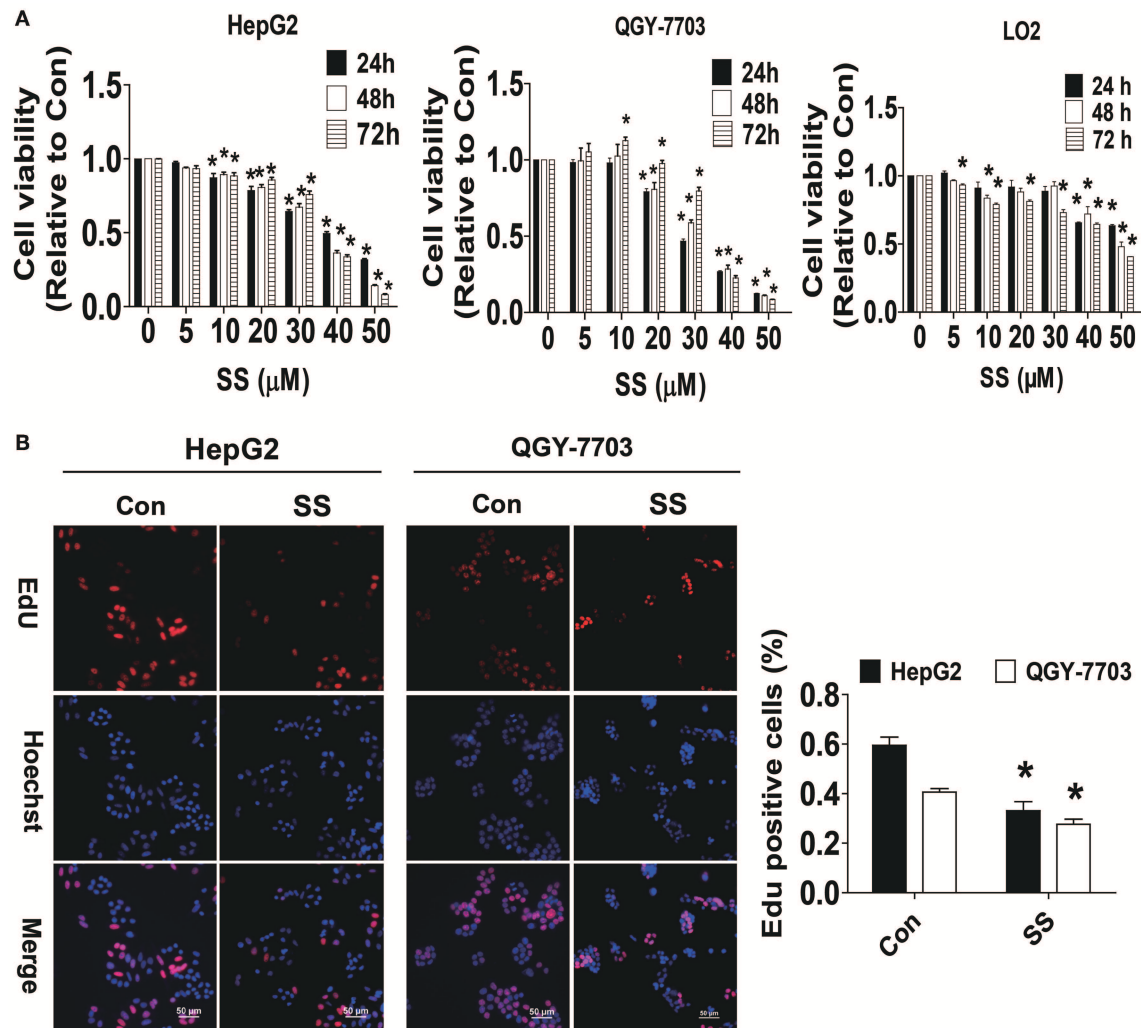 A
HepG2
Cell viability
(Relative to Con)
1.5
1.0
0.5
0.0
24h
48h
72h
* * *
* * *
* * *
* * *
* * *
0 5 10 20 30 40 50
SS (μM)
QGY-7703
Cell viability
(Relative to Con)
1.5
1.0
0.5
0.0
24h
48h
72h
*
* * *
* * *
* * *
* * *
0 5 10 20 30 40 50
SS (μM)
LO2
Cell viability
(Relative to Con)
1.5
1.0
0.5
0.0
24 h
48 h
72 h
*
* *
*
*
* * *
* * *
0 5 10 20 30 40 50
SS (μM)
B
HepG2
QGY-7703
Con SS Con SS
EdU
Hoechst
Merge
50 μm
50 μm
50 μm
50 μm
Edu positive cells (%)
HepG2 QGY-7703
0.8
0.6
0.4
0.2
0.0
* *
Con SS